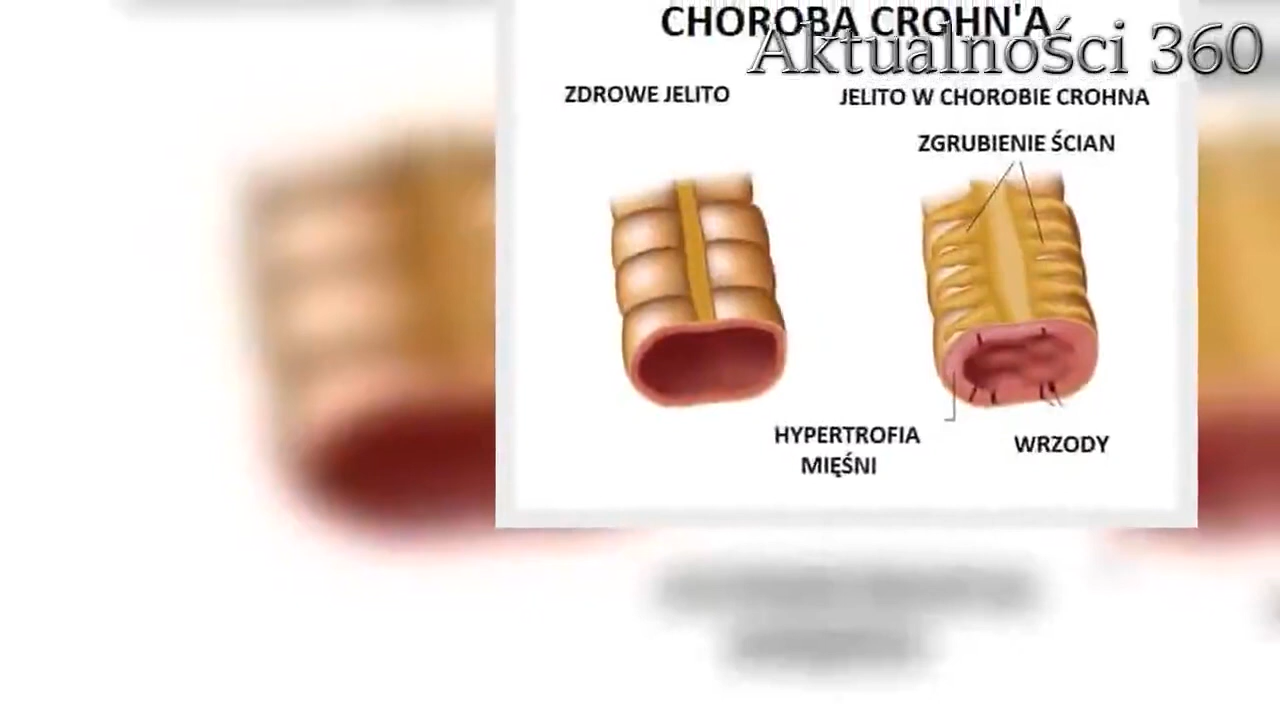 CHOROBA CROHN'A
Aktualności 360
ZDROWE JELITO
JELITO W CHOROBIE CROHNA
ZGRUBIENIE ŚCIAN
HYPERTROFIA
MIĘŚNI
WRZODY